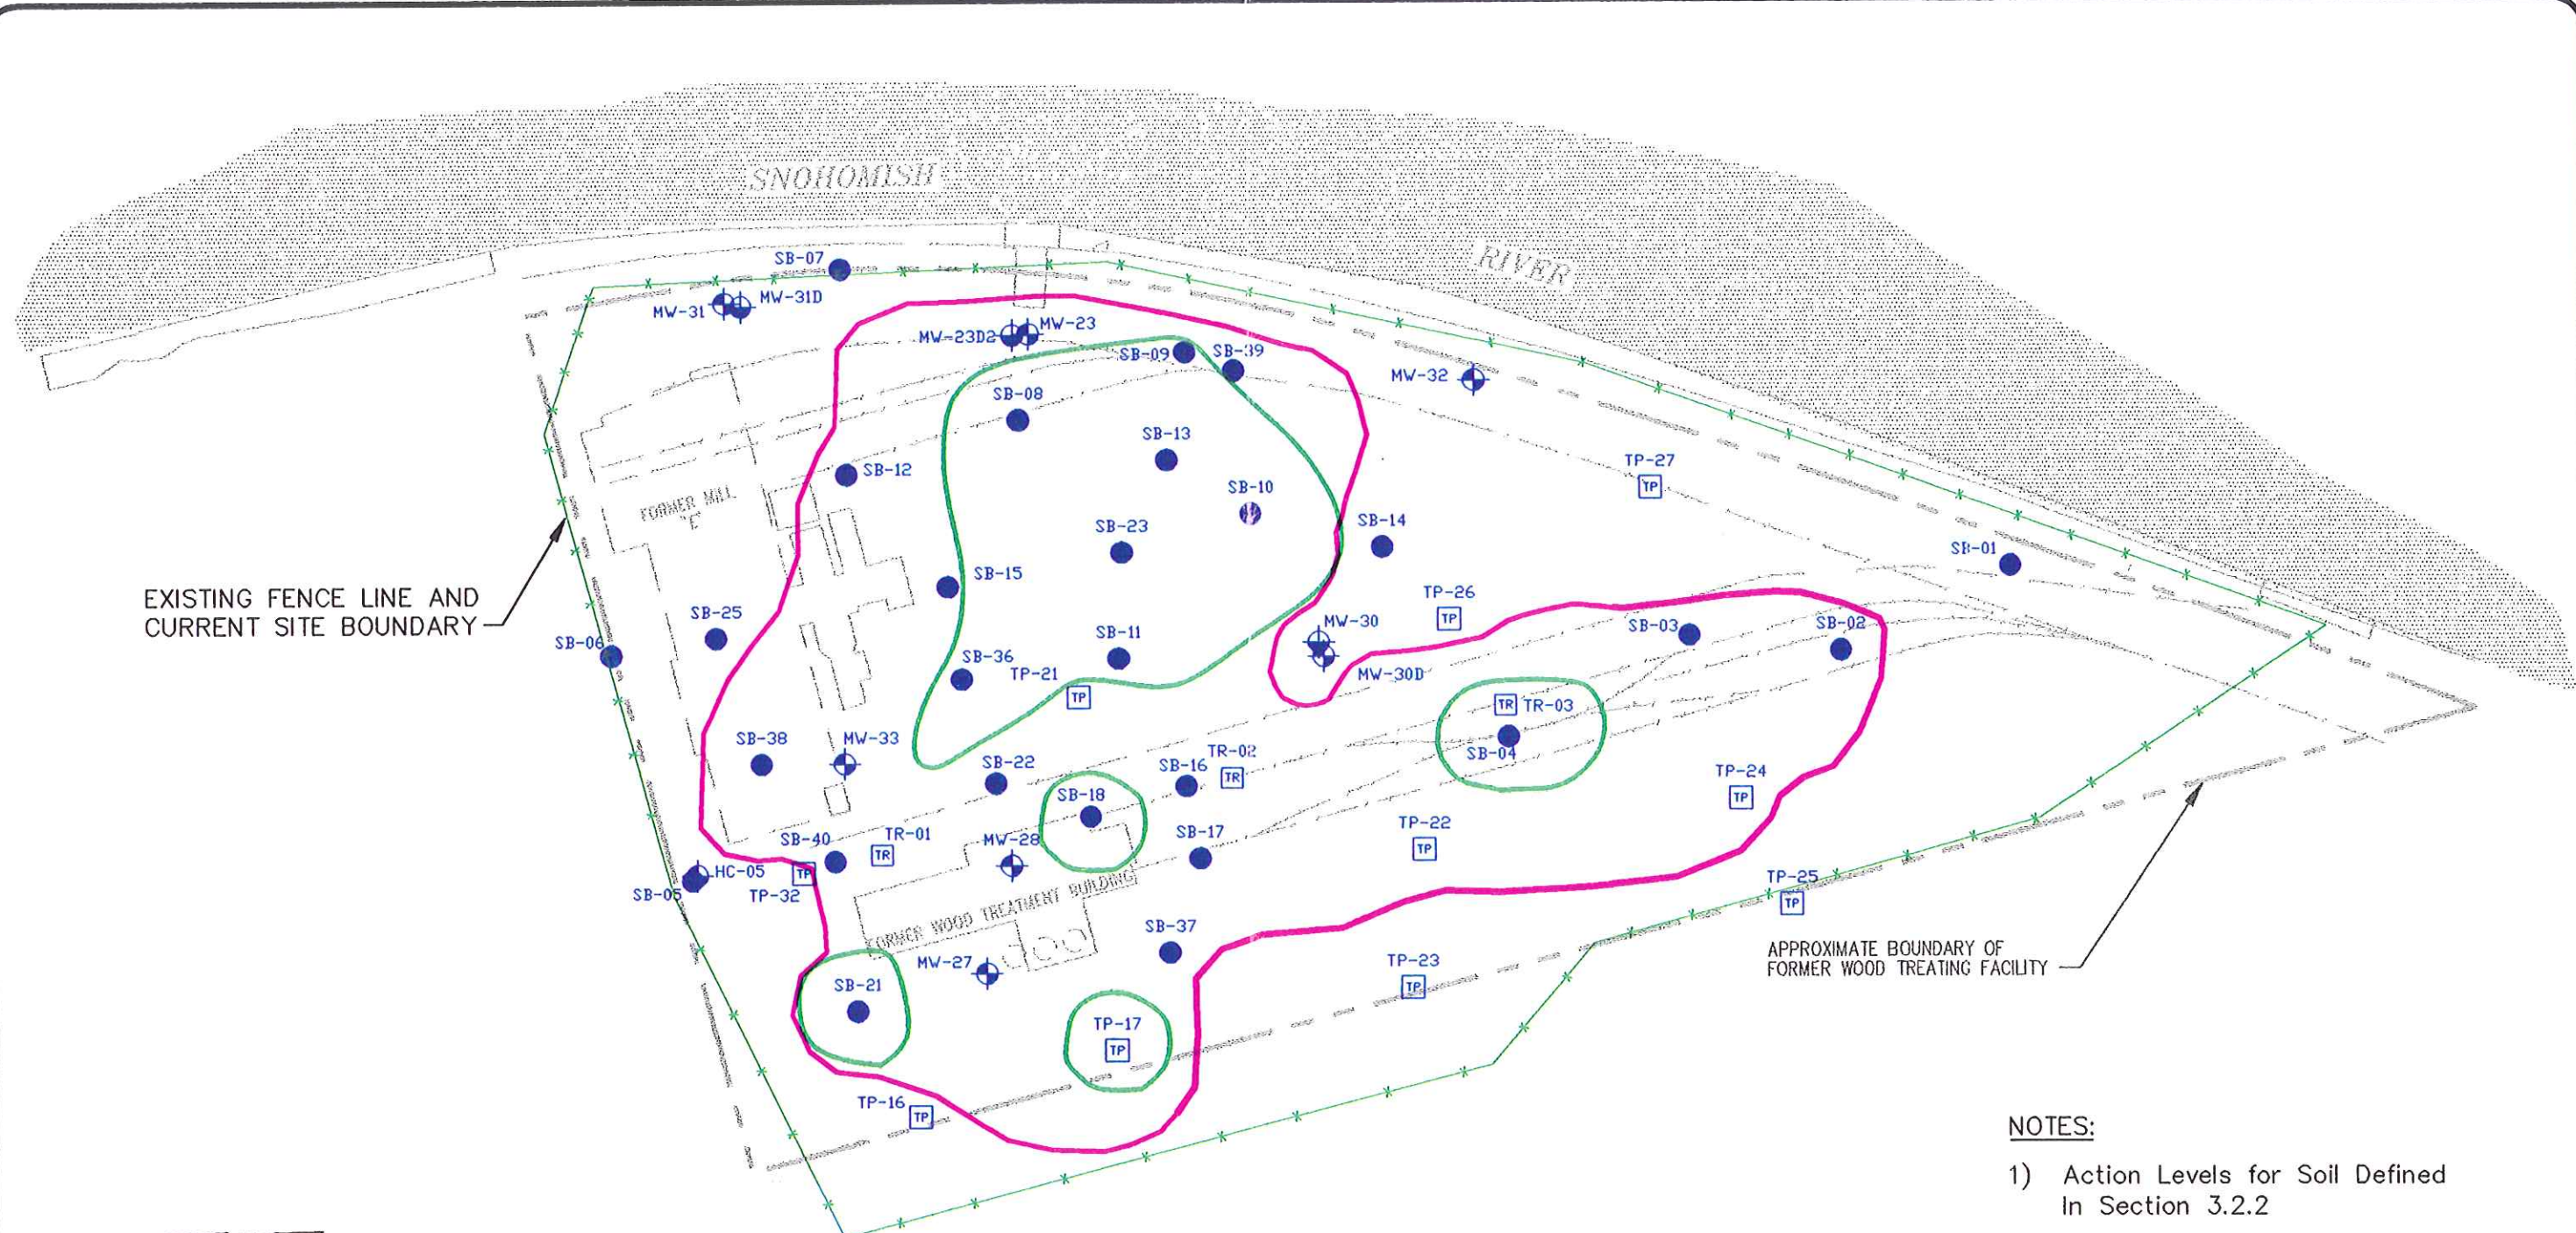 SNOHOMISH
RIVER
SB-07
MW-31
MW-31D
MW-23D2
MW-23
SB-09
SB-39
MW-32
SB-08
SB-13
SB-12
TP-27
TP
SB-10
FORMER MILL
"E"
SB-23
SB-14
SB-01
SB-15
EXISTING FENCE LINE AND
CURRENT SITE BOUNDARY
SB-25
TP-26
TP
MW-30
SB-03
SB-02
SB-06
SB-11
SB-36
TP-21
TP
MW-30D
TR
TR-03
SB-04
SB-38
MW-33
SB-22
SB-16
TR-02
TR
TP-24
TP
SB-18
SB-40
TR-01
TR
MW-28
SB-17
TP-22
TP
HC-05
TP
SB-05
TP-32
TP-25
TP
FORMER WOOD TREATMENT BUILDING
SB-37
MW-27
APPROXIMATE BOUNDARY OF
FORMER WOOD TREATING FACILITY
TP-23
TP
SB-21
TP-17
TP
TP-16
TP
NOTES:
1) Action Levels for Soil Defined
In Section 3.2.2